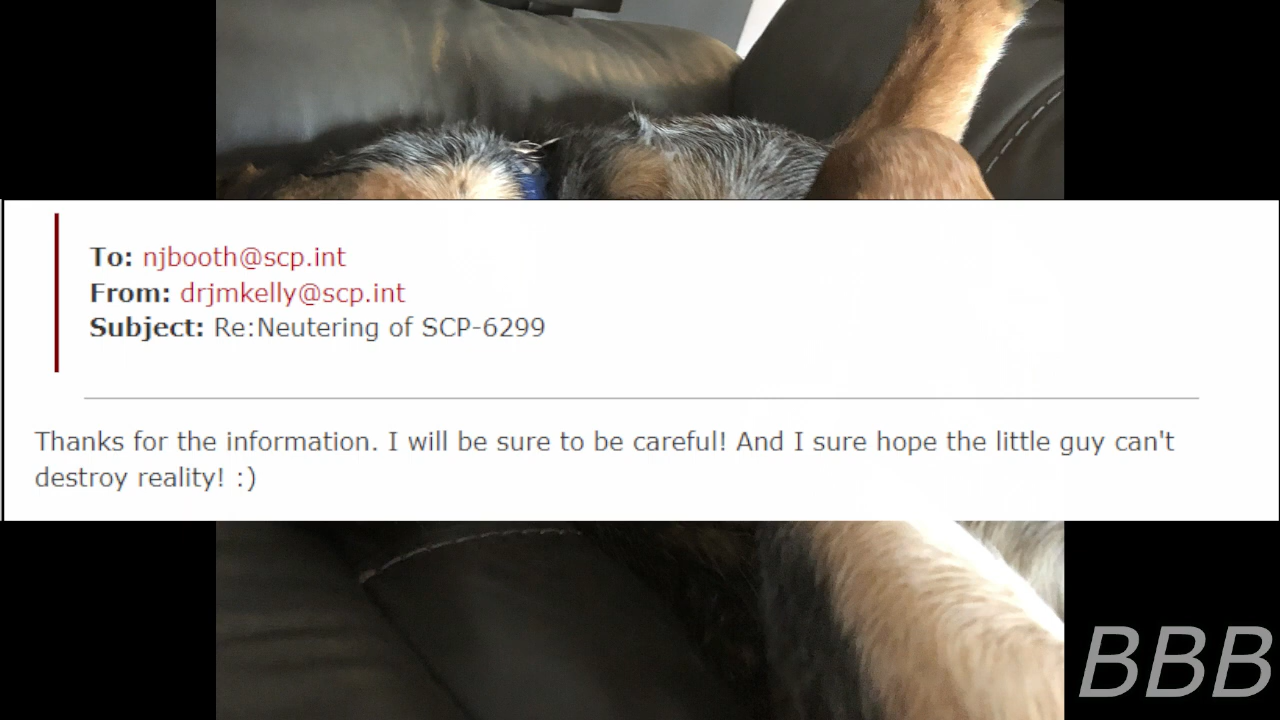 To: njbooth@scp.int
From: drjmkelly@scp.int
Subject: Re:Neutering of SCP-6299
Thanks for the information. I will be sure to be careful! And I sure hope the little guy can't
destroy reality! :)
BBB